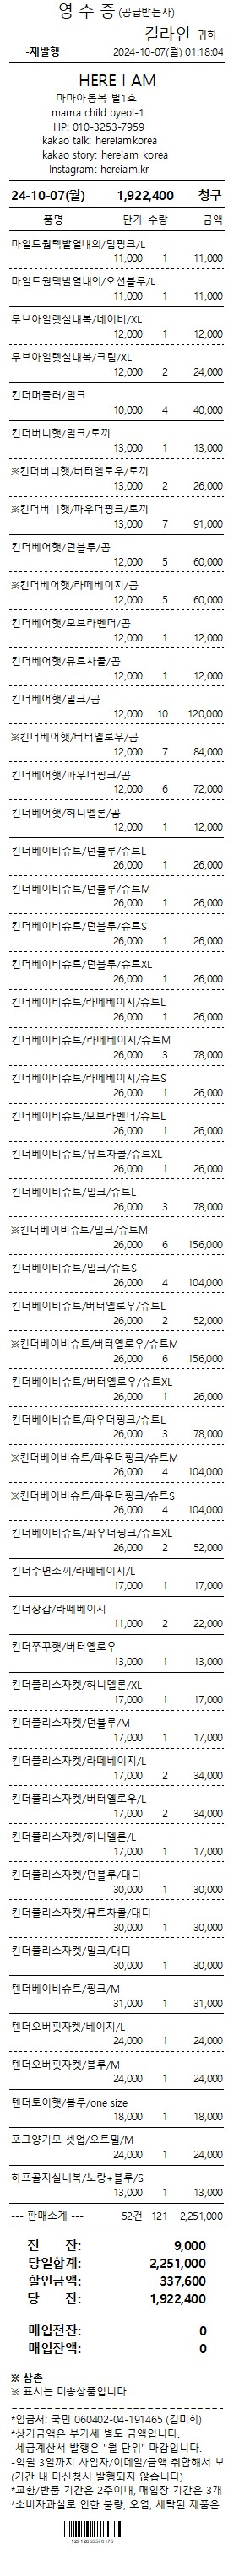 영 수 증 (공급받는자)
길라인 귀하
-재발행 2024-10-07(월) 01:18:04
HERE I AM
마마아동복 별1호
mama child byeol-1
HP: 010-3253-7959
kakao talk: hereiamkorea
kakao story: hereiam_korea
Instagram: hereiam.kr
24-10-07(월) 1,922,400 청구
품명 단가 수량 금액
마일드웜텍발열내의/딥핑크/L
11,000 1 11,000
마일드웜텍발열내의/오션블루/L
11,000 1 11,000
무브아일렛실내복/네이비/XL
12,000 1 12,000
무브아일렛실내복/크림/XL
12,000 2 24,000
킨더머플러/밀크
10,000 4 40,000
킨더버니햇/밀크/토끼
13,000 1 13,000
※킨더버니햇/버터옐로우/토끼
13,000 2 26,000
※킨더버니햇/파우더핑크/토끼
13,000 7 91,000
킨더베어햇/던블루/곰
12,000 5 60,000
※킨더베어햇/라떼베이지/곰
12,000 5 60,000
킨더베어햇/모브라벤더/곰
12,000 1 12,000
킨더베어햇/뮤트차콜/곰
12,000 1 12,000
킨더베어햇/밀크/곰
12,000 10 120,000
※킨더베어햇/버터옐로우/곰
12,000 7 84,000
킨더베어햇/파우더핑크/곰
12,000 6 72,000
킨더베어햇/허니멜론/곰
12,000 1 12,000
킨더베이비슈트/던블루/슈트L
26,000 1 26,000
킨더베이비슈트/던블루/슈트M
26,000 1 26,000
킨더베이비슈트/던블루/슈트S
26,000 1 26,000
킨더베이비슈트/던블루/슈트XL
26,000 1 26,000
킨더베이비슈트/라떼베이지/슈트L
26,000 1 26,000
킨더베이비슈트/라떼베이지/슈트M
26,000 3 78,000
킨더베이비슈트/라떼베이지/슈트S
26,000 1 26,000
킨더베이비슈트/모브라벤더/슈트L
26,000 1 26,000
킨더베이비슈트/뮤트차콜/슈트XL
26,000 1 26,000
킨더베이비슈트/밀크/슈트L
26,000 3 78,000
※킨더베이비슈트/밀크/슈트M
26,000 6 156,000
킨더베이비슈트/밀크/슈트S
26,000 4 104,000
킨더베이비슈트/버터옐로우/슈트L
26,000 2 52,000
※킨더베이비슈트/버터옐로우/슈트M
26,000 6 156,000
킨더베이비슈트/버터옐로우/슈트XL
26,000 1 26,000
킨더베이비슈트/파우더핑크/슈트L
26,000 3 78,000
※킨더베이비슈트/파우더핑크/슈트M
26,000 4 104,000
※킨더베이비슈트/파우더핑크/슈트S
26,000 4 104,000
킨더베이비슈트/파우더핑크/슈트XL
26,000 2 52,000
킨더수면조끼/라떼베이지/L
17,000 1 17,000
킨더장갑/라떼베이지
11,000 2 22,000
킨더쭈꾸햇/버터옐로우
13,000 1 13,000
킨더플리스자켓/허니멜론/XL
17,000 1 17,000
킨더플리스자켓/던블루/M
17,000 1 17,000
킨더플리스자켓/라떼베이지/L
17,000 2 34,000
킨더플리스자켓/버터옐로우/L
17,000 2 34,000
킨더플리스자켓/허니멜론/L
17,000 1 17,000
킨더플리스자켓/던블루/대디
30,000 1 30,000
킨더플리스자켓/뮤트차콜/대디
30,000 1 30,000
킨더플리스자켓/밀크/대디
30,000 1 30,000
텐더베이비슈트/핑크/M
31,000 1 31,000
텐더오버핏자켓/베이지/L
24,000 1 24,000
텐더오버핏자켓/블루/M
24,000 1 24,000
텐더토이햇/블루/one size
18,000 1 18,000
포그양기모 셋업/오트밀/M
24,000 1 24,000
하프골지실내복/노랑+블루/S
13,000 1 13,000
--- 판매소계 --- 52건 121 2,251,000
전 잔: 9,000
당일합계: 2,251,000
할인금액: 337,600
당 잔: 1,922,400
매입전잔: 0
매입잔액: 0
※ 삼촌
※ 표시는 미송상품입니다.
*입금처: 국민 060402-04-191465 (김미희)
*상기금액은 부가세 별도 금액입니다.
-세금계산서 발행은 "월 단위" 마감입니다.
-익월 3일까지 사업자/이메일/금액 취합해서 보
(기간 내 미신청시 발행되지 않습니다)
*교환/반품 기간은 2주이내, 매입장 기간은 3개
*소비자과실로 인한 불량, 오염, 세탁된 제품은